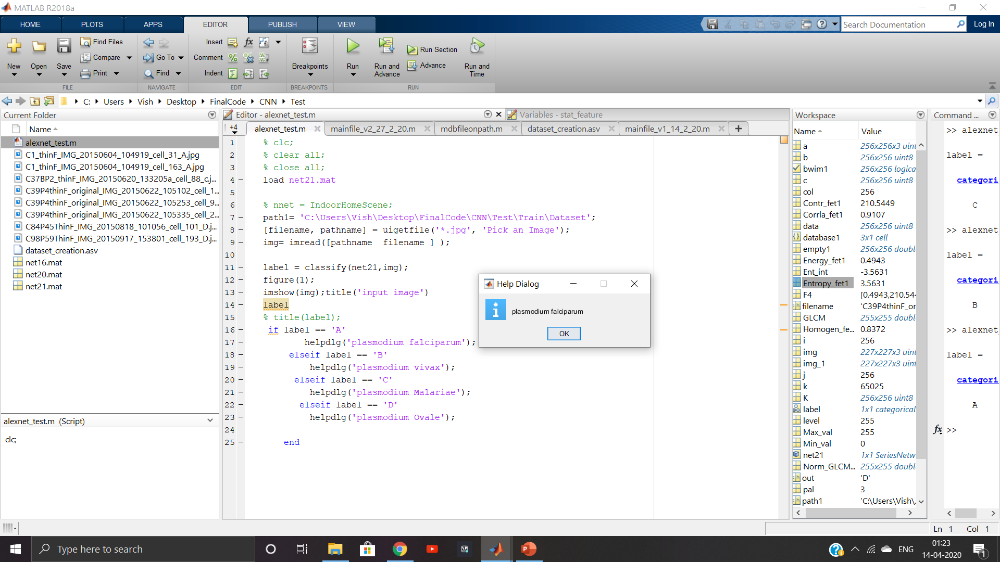 MATLAB R2018a
HOME PLOTS APPS EDITOR PUBLISH VIEW
Search Documentation Log In
New Open Save Find Files Compare Print
Go To Find
Insert Comment Indent
Breakpoints
Run Run and Advance Run Section Advance Run and Time
FILE NAVIGATE EDIT BREAKPOINTS RUN
C: Users Vish Desktop FinalCode CNN Test
Current Folder
Name
alexnet_test.m
C1_thinF_IMG_20150604_104919_cell_31_A.jpg
C1_thinF_IMG_20150604_104919_cell_163_A.jpg
C37BP2_thinF_IMG_20150620_133205a_cell_88_c.j...
C39P4thinF_original_IMG_20150622_105102_cell_1...
C39P4thinF_original_IMG_20150622_105253_cell_9...
C39P4thinF_original_IMG_20150622_105335_cell_2...
C84P45ThinF_IMG_20150818_101056_cell_101_D.j...
C98P59ThinF_IMG_20150917_153801_cell_193_D.j...
dataset_creation.asv
net16.mat
net20.mat
net21.mat
alexnet_test.m (Script)
clc;
Editor - alexnet_test.m
Variables - stat_feature
+4 alexnet_test.m mainfile_v2_27_2_20.m mdbfileonpath.m dataset_creation.asv mainfile_v1_14_2_20.m
1 % clc;
2 % clear all;
3 % close all;
4 – load net21.mat
5
6 % nnet = IndoorHomeScene;
7 – path1= 'C:\Users\Vish\Desktop\FinalCode\CNN\Test\Train\Dataset';
8 – [filename, pathname] = uigetfile('*.jpg', 'Pick an Image');
9 – img= imread([pathname filename ] );
10
11 – label = classify(net21,img);
12 – figure(1);
13 – imshow(img);title('input image')
14 – label
15 % title(label);
16 – if label == 'A'
17 – helpdlg('plasmodium falciparum');
18 – elseif label == 'B'
19 – helpdlg('plasmodium vivax');
20 – elseif label == 'C'
21 – helpdlg('plasmodium Malariae');
22 – elseif label == 'D'
23 – helpdlg('plasmodium Ovale');
24
25 – end
Help Dialog
plasmodium falciparum
OK
Workspace
Name Value
a 256x256x3 uint
b 256x256 uint8
bwim1 256x256 logica
c 256x256 uint8
col 256
Contr_fet1 210.5449
Corrla_fet1 0.9107
data 256x256 uint8
database1 3x1 cell
empty1 256x256 doubl
Energy_fet1 0.4943
Ent_int -3.5631
Entropy_fet1 3.5631
F4 [0.4943,210.544
filename 'C39P4thinF_or
GLCM 255x255 doubl
Homogen_fe... 0.8372
i 256
img 227x227x3 uint
img_1 227x227x3 uint
j 256
k 65025
K 256x256 uint8
label 1x1 categorical
level 255
Max_val 255
Min_val 0
net21 1x1 SeriesNetw
Norm_GLCM... 255x255 doubl
out 'D'
pal 3
path1 'C:\Users\Vish\.
Command ...
>> alexnet_
label =
categori
C
>> alexnet_
label =
categori
B
>> alexnet_
label =
categori
A
fx >>
Ln 1 Col 1
Type here to search
ENG
01:23
14-04-2020
1